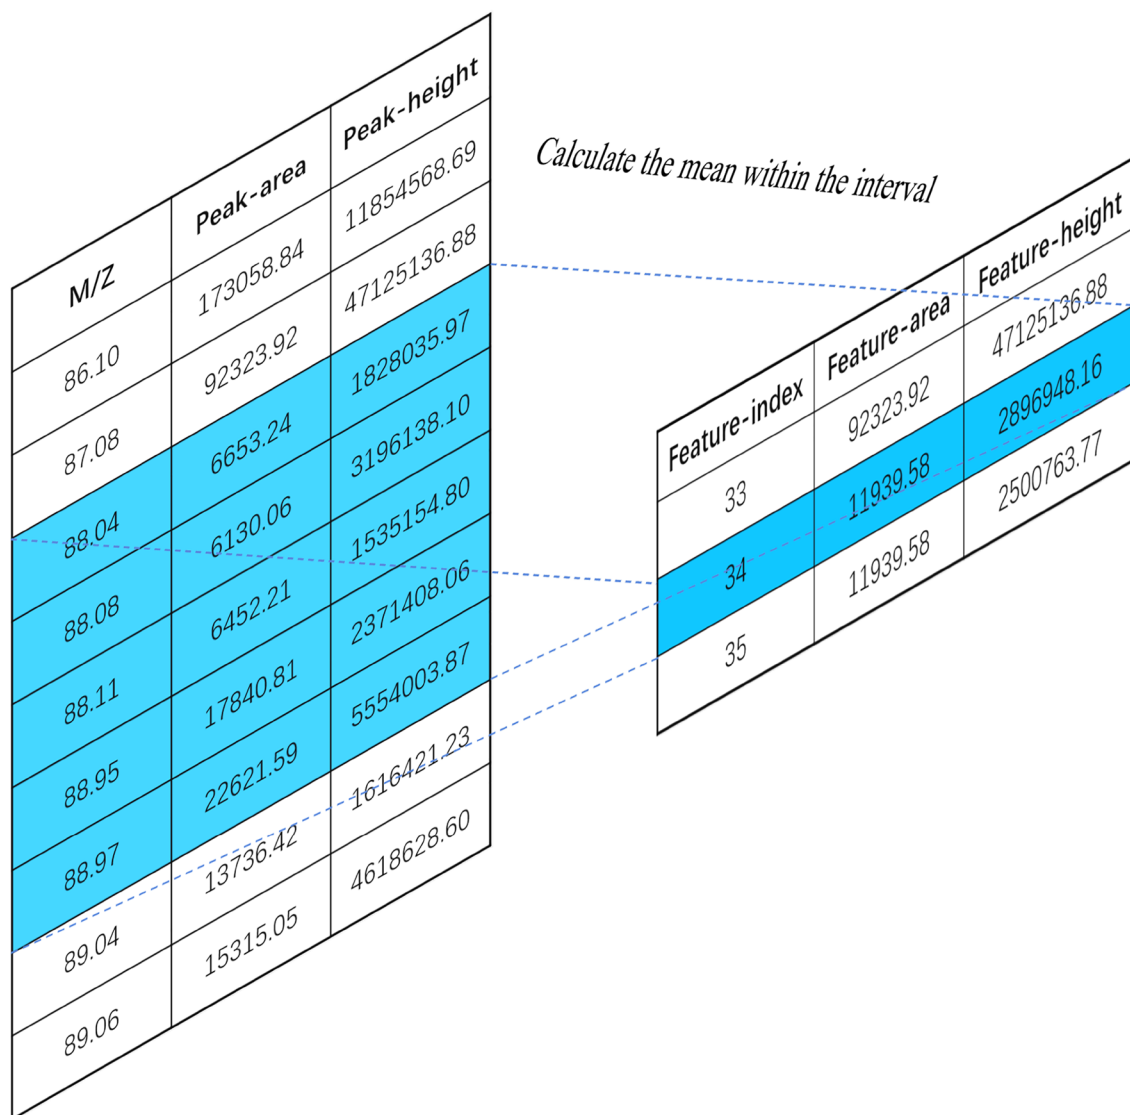 M/Z Peak-area Peak-height
86.10 173058.84 11854568.69
87.08 92323.92 47125136.88
88.04 6653.24 1828035.97
88.08 6130.06 3196138.10
88.11 6452.21 1535154.80
88.95 17840.81 2371408.06
88.97 22621.59 5554003.87
89.04 13736.42 1616421.23
89.06 15315.05 4618628.60
Calculate the mean within the interval
Feature-index Feature-area Feature-height
33 92323.92 47125136.88
34 11939.58 2896948.16
35 11939.58 2500763.77